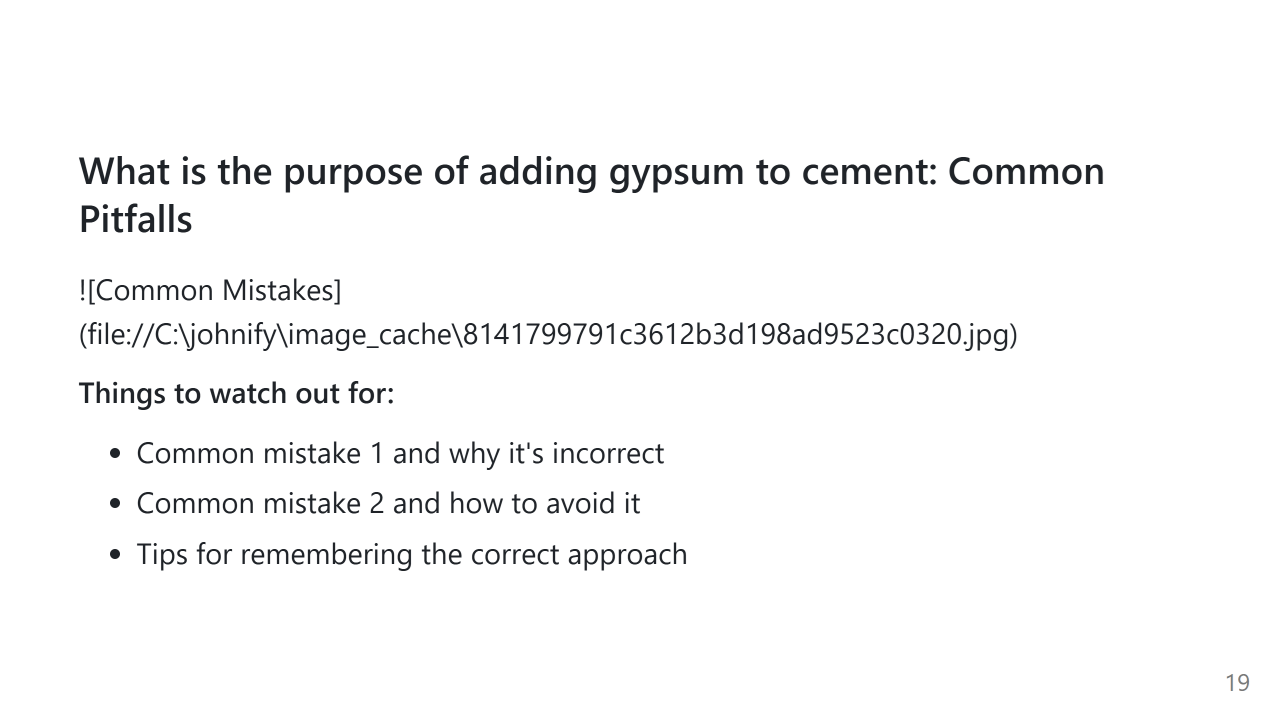 What is the purpose of adding gypsum to cement: Common
Pitfalls
![Common Mistakes]
(file://C:\johnify\image_cache\8141799791c3612b3d198ad9523c0320.jpg)
Things to watch out for:
• Common mistake 1 and why it's incorrect
• Common mistake 2 and how to avoid it
• Tips for remembering the correct approach
19